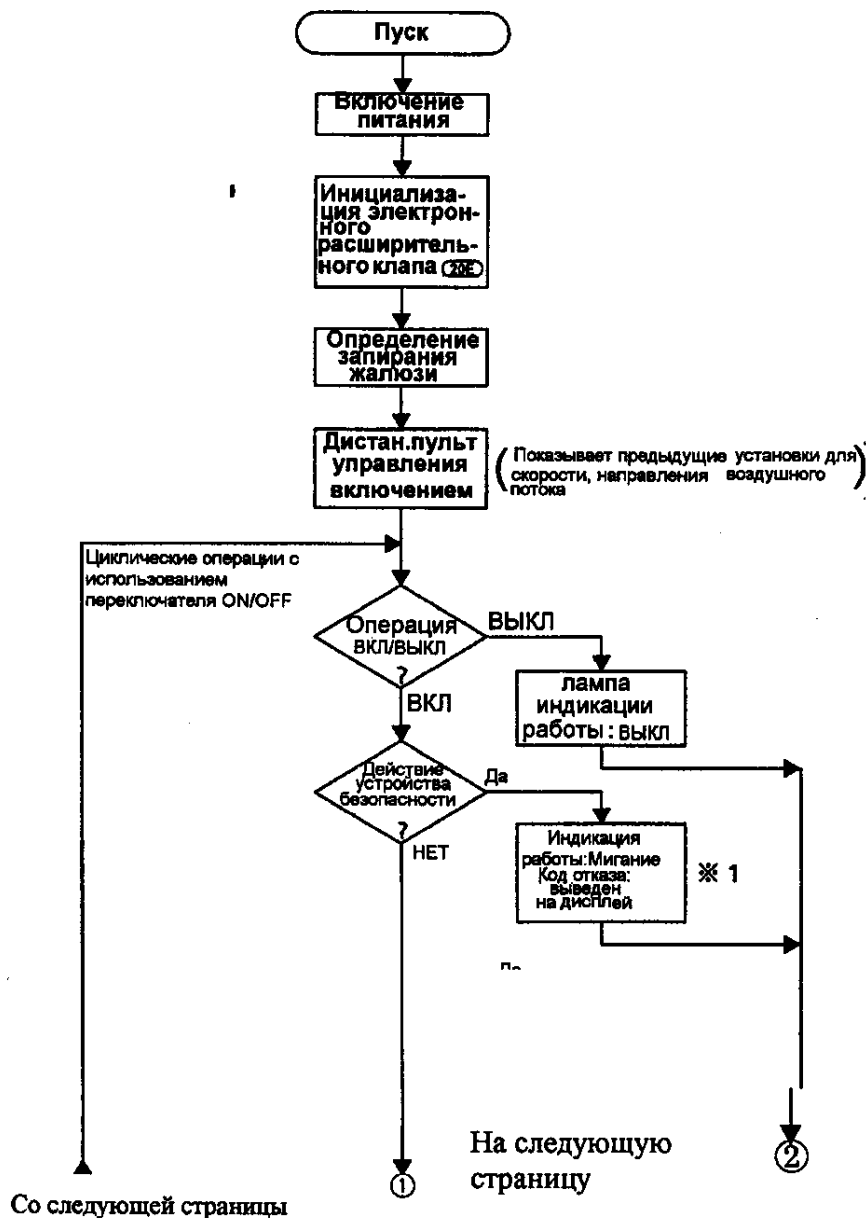 Пуск
Включение
питания
Инициализа-
ция электрон-
ного
расширитель-
ного клапа 20E
Определение
запирания
жалюзи
Дистан.пульт
управления
включением
(Показывает предыдущие установки для
скорости, направления воздушного
потока)
Циклические операции с
использованием
переключателя ON/OFF
Операция
ВКЛ/ВЫКЛ
?
ВЫКЛ
ВКЛ
лампа
индикации
работы : ВЫКЛ
Действие
устройства
безопасности
?
Да
НЕТ
Индикация
работы:Мигание
Код отказа:
выведен
на дисплей
※ 1
На следующую
страницу
①
②
Со следующей страницы